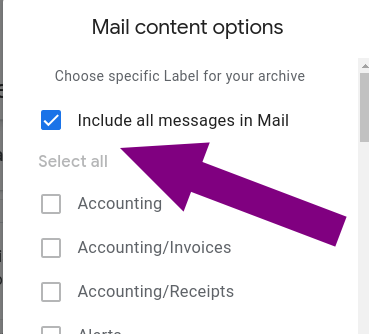 Mail content options
Choose specific Label for your archive
Include all messages in Mail
Select all
Accounting
Accounting/Invoices
Accounting/Receipts